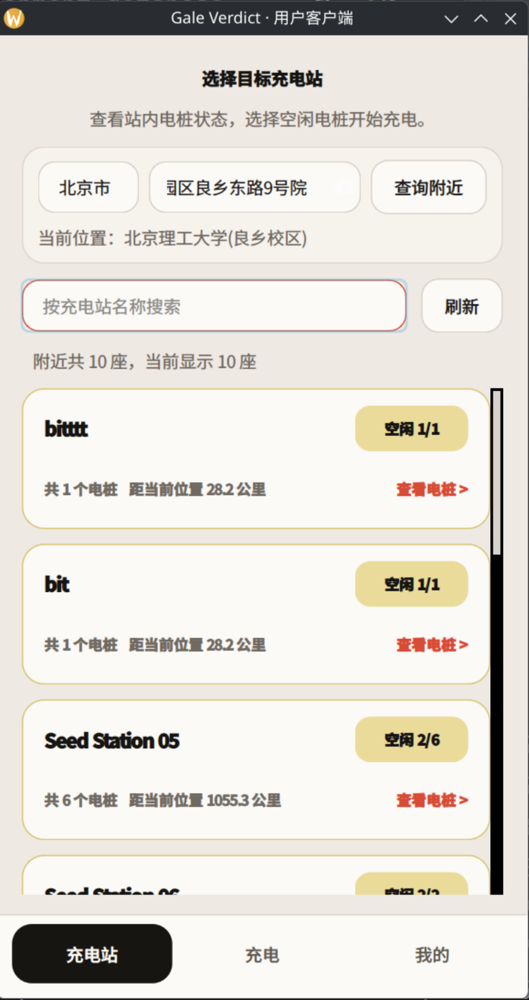 Gale Verdict · 用户客户端
选择目标充电站
查看站内电桩状态，选择空闲电桩开始充电。
北京市 园区良乡东路9号院 查询附近
当前位置：北京理工大学(良乡校区)
按充电站名称搜索 刷新
附近共 10 座，当前显示 10 座
bitttt 空闲 1/1
共 1 个电桩 距当前位置 28.2 公里 查看电桩 >
bit 空闲 1/1
共 1 个电桩 距当前位置 28.2 公里 查看电桩 >
Seed Station 05 空闲 2/6
共 6 个电桩 距当前位置 1055.3 公里 查看电桩 >
Seed Station 06 空闲
充电站 充电 我的